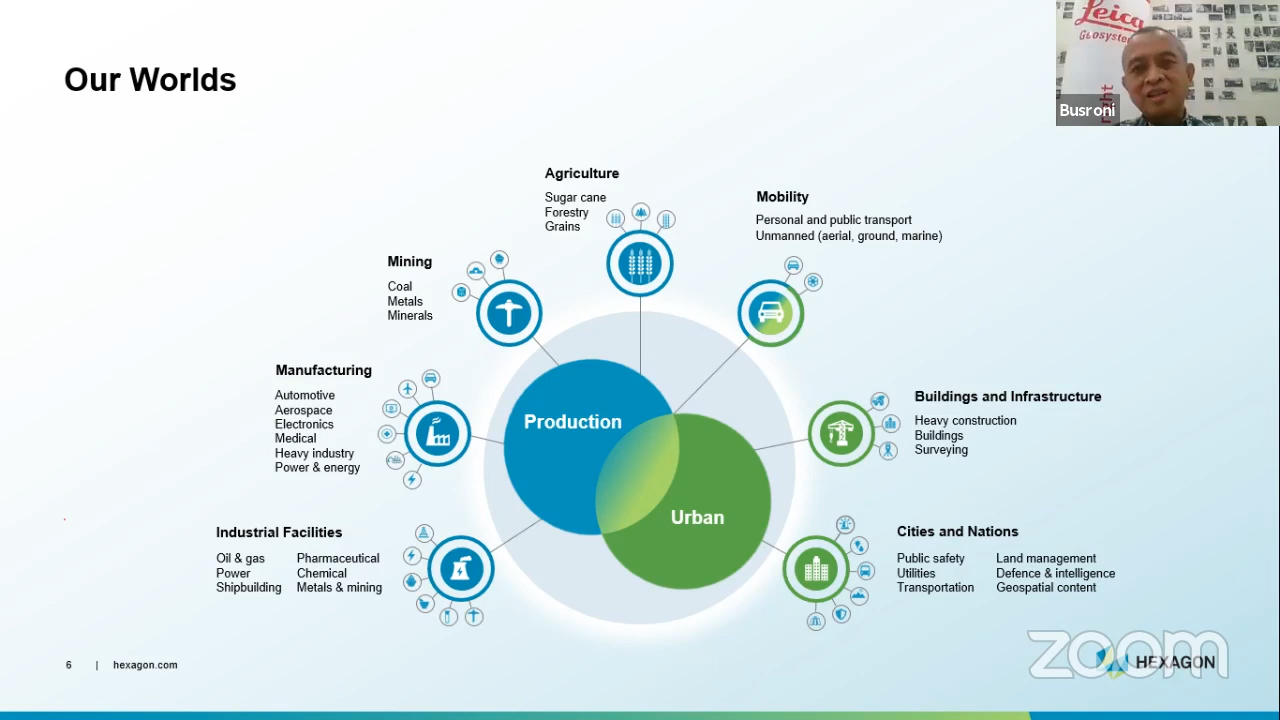 Our Worlds
Leica
Geosystems
Busroni
Agriculture
Sugar cane
Forestry
Grains
Mobility
Personal and public transport
Unmanned (aerial, ground, marine)
Mining
Coal
Metals
Minerals
Manufacturing
Automotive
Aerospace
Electronics
Medical
Heavy industry
Power & energy
Production
Urban
Buildings and Infrastructure
Heavy construction
Buildings
Surveying
Industrial Facilities
Oil & gas Pharmaceutical
Power Chemical
Shipbuilding Metals & mining
Cities and Nations
Public safety Land management
Utilities Defence & intelligence
Transportation Geospatial content
6 | hexagon.com
zoom
HEXAGON